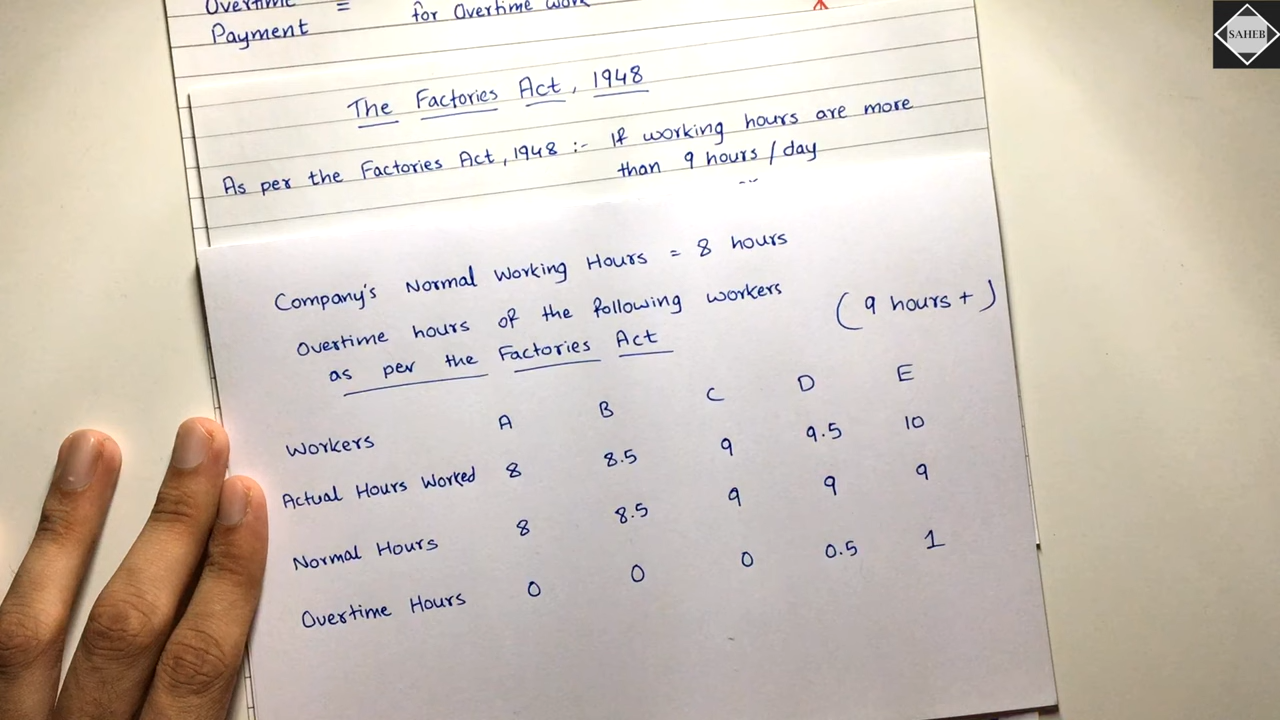 Overtime =
Payment
for Overtime work
SAHEB
The Factories Act, 1948
As per the Factories Act, 1948 :- If working hours are more
than 9 hours / day
Company's Normal Working Hours = 8 hours
Overtime hours of the following workers
as per the Factories Act
(9 hours +)
Workers A B C D E
Actual Hours Worked 8 8.5 9 9.5 10
Normal Hours 8 8.5 9 9 9
Overtime Hours 0 0 0 0.5 1